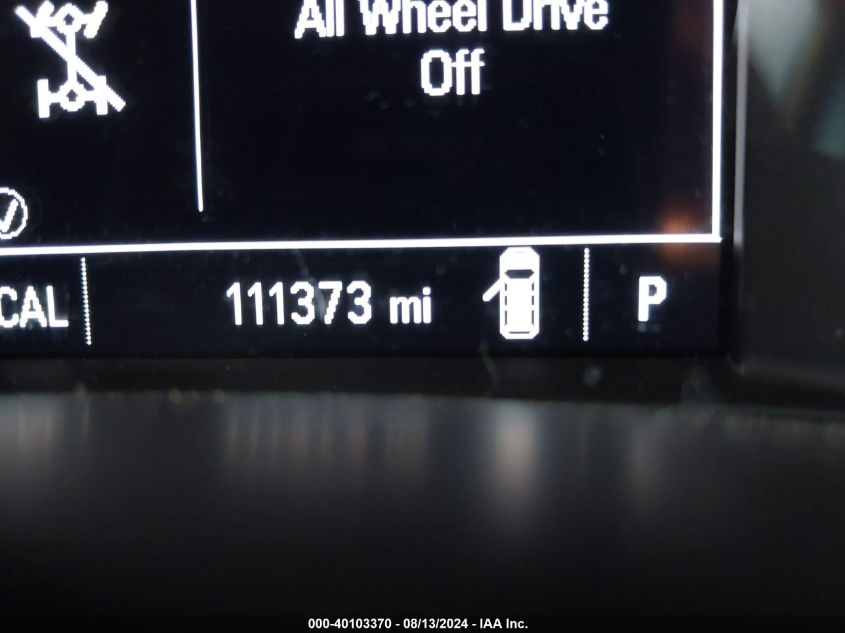 All Wheel Drive
Off
CAL
111373 mi
P
000-40103370 - 08/13/2024 - IAA Inc.